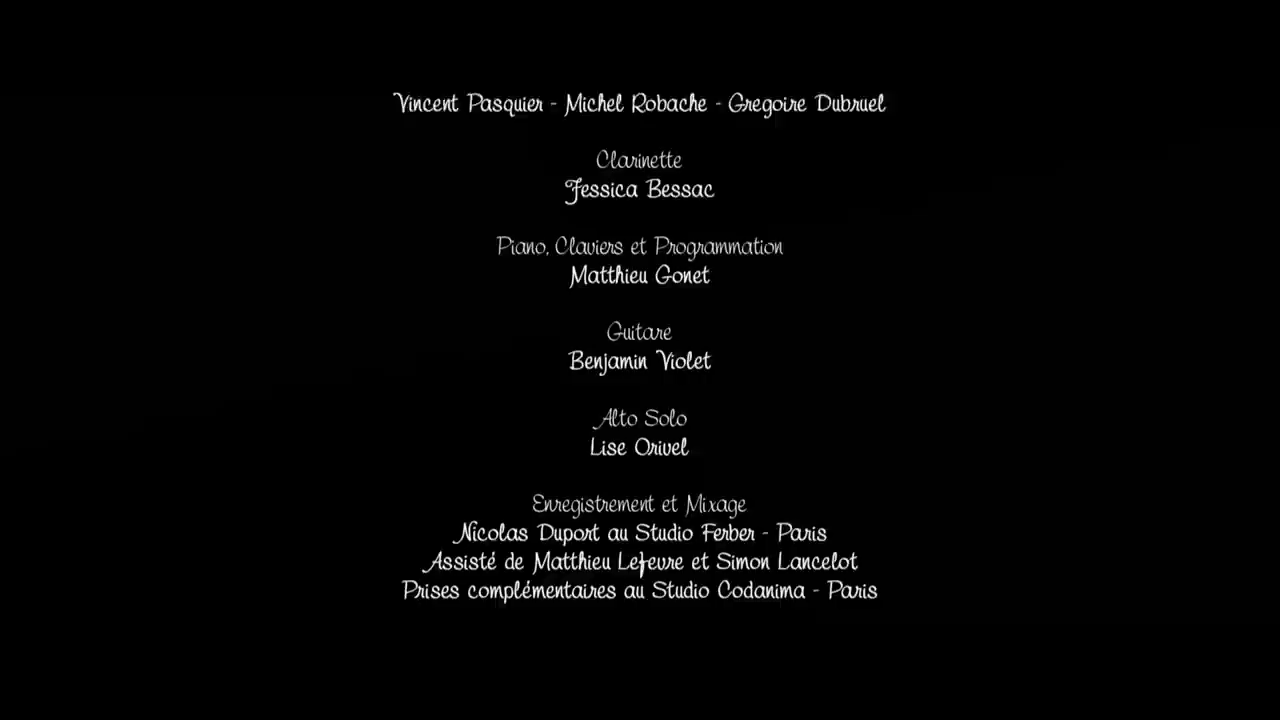 Vincent Pasquier - Michel Robache - Gregoire Dubruel
Clarinette
Jessica Bessac
Piano, Claviers et Programmation
Matthieu Gonet
Guitare
Benjamin Violet
Alto Solo
Lise Orivel
Enregistrement et Mixage
Nicolas Duport au Studio Ferber - Paris
Assisté de Matthieu Lefeure et Simon Lancelot
Prises complémentaires au Studio Codanima - Paris